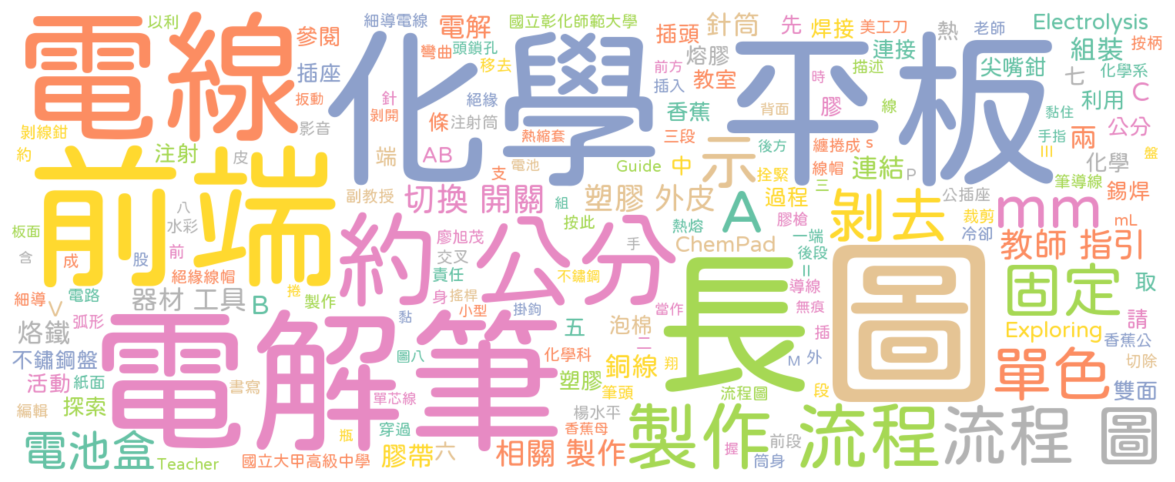 電線
化學平板
前端
電解筆
約公分
長
圖
製作流程
流程圖
示
A
mm
剝去
固定
單色
教師 指引
切換 開關
塑膠 外皮
電池盒
相關 製作
ChemPad
Exploring
Electrolysis
器材 工具
烙鐵
不鏽鋼盤
活動
紙面
探索
編輯
書寫
國立大甲高級中學
Teacher
膠帶
六
單芯線
瓶
穿過
圖八
黏
小型
掛鉤
搖桿
身
責任
廖旭茂
交叉
手
不鏽鋼
五
泡棉
二
化學科
銅線
塑膠
筆頭
翔
楊水平
香蕉母
握
筒身
前段
流程圖
段
M
外
插
當作
無痕
導線
II
後段
一端
膠槍
熱熔
按此
組
副教授
支
電池
Guide
中
連結
P
過程
拴緊
三
公插座
裁剪
冷卻
筆導線
錫焊
mL
化學
線帽
後方
纏捲成
s
手指
III
盤
黏住
兩
公分
利用
C
七
化學系
按柄
組裝
尖嘴鉗
老師
熱
美工刀
連接
描述
時
膠
線
背面
焊接
先
針筒
熔膠
教室
香蕉
三段
插頭
前方
插入
國立彰化師範大學
電解
細導電線
彎曲
頭鎖孔
移去
絕緣
針
剝開
注射筒
條
AB
熱縮套
端
參閱
插座
扳動
影音
以利
剝線鉗
約
注射
皮
八
水彩
股
前
板面
含
成
絕緣線帽
細導
V
電路
弧形
捲
製作
B
取
請
香蕉公
切除
雙面